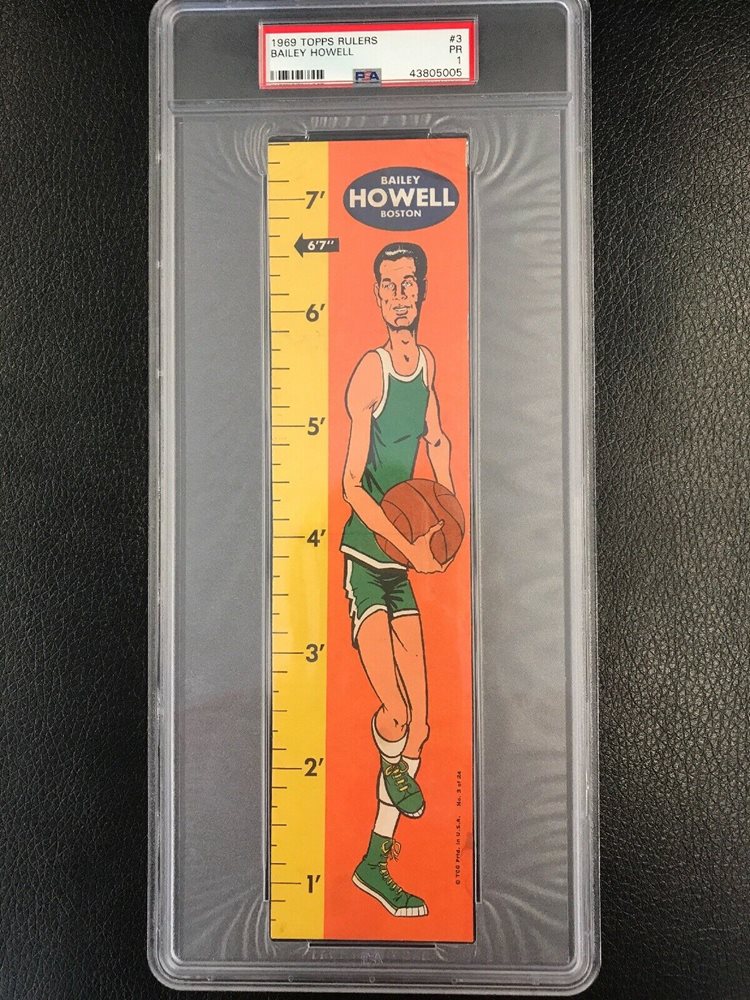 1969 TOPPS RULERS #3
BAILEY HOWELL PR
1
PSA 43805005
BAILEY
HOWELL
BOSTON
7'
6'7"
6'
5'
4'
3'
2'
1'
© TCG Prtd. in U.S.A. No. 3 of 24